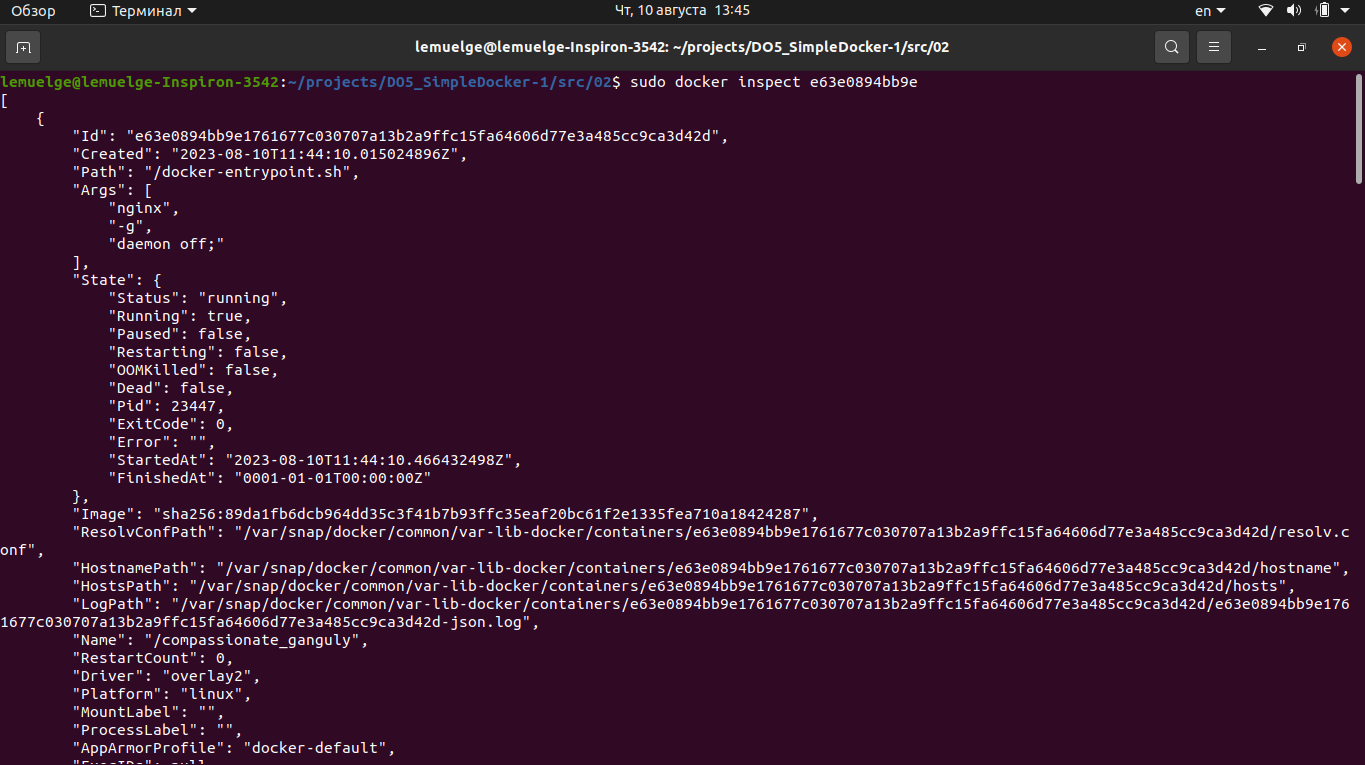 Обзор Терминал Чт, 10 августа 13:45 en
lemuelge@lemuelge-Inspiron-3542: ~/projects/DO5_SimpleDocker-1/src/02
lemuelge@lemuelge-Inspiron-3542:~/projects/DO5_SimpleDocker-1/src/02$ sudo docker inspect e63e0894bb9e
[
    {
        "Id": "e63e0894bb9e1761677c030707a13b2a9ffc15fa64606d77e3a485cc9ca3d42d",
        "Created": "2023-08-10T11:44:10.015024896Z",
        "Path": "/docker-entrypoint.sh",
        "Args": [
            "nginx",
            "-g",
            "daemon off;"
        ],
        "State": {
            "Status": "running",
            "Running": true,
            "Paused": false,
            "Restarting": false,
            "OOMKilled": false,
            "Dead": false,
            "Pid": 23447,
            "ExitCode": 0,
            "Error": "",
            "StartedAt": "2023-08-10T11:44:10.466432498Z",
            "FinishedAt": "0001-01-01T00:00:00Z"
        },
        "Image": "sha256:89da1fb6dcb964dd35c3f41b7b93ffc35eaf20bc61f2e1335fea710a18424287",
        "ResolvConfPath": "/var/snap/docker/common/var-lib-docker/containers/e63e0894bb9e1761677c030707a13b2a9ffc15fa64606d77e3a485cc9ca3d42d/resolv.c
onf",
        "HostnamePath": "/var/snap/docker/common/var-lib-docker/containers/e63e0894bb9e1761677c030707a13b2a9ffc15fa64606d77e3a485cc9ca3d42d/hostname",
        "HostsPath": "/var/snap/docker/common/var-lib-docker/containers/e63e0894bb9e1761677c030707a13b2a9ffc15fa64606d77e3a485cc9ca3d42d/hosts",
        "LogPath": "/var/snap/docker/common/var-lib-docker/containers/e63e0894bb9e1761677c030707a13b2a9ffc15fa64606d77e3a485cc9ca3d42d/e63e0894bb9e176
1677c030707a13b2a9ffc15fa64606d77e3a485cc9ca3d42d-json.log",
        "Name": "/compassionate_ganguly",
        "RestartCount": 0,
        "Driver": "overlay2",
        "Platform": "linux",
        "MountLabel": "",
        "ProcessLabel": "",
        "AppArmorProfile": "docker-default",